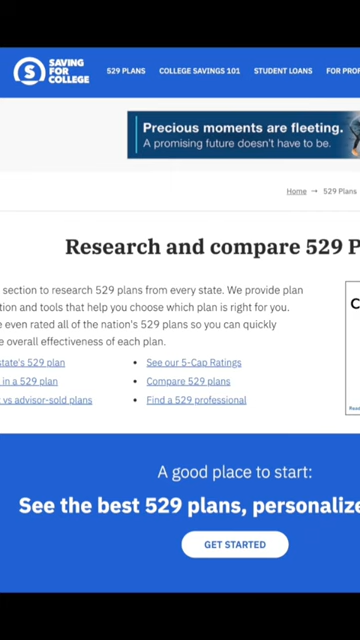 SAVING
FOR
COLLEGE
529 PLANS COLLEGE SAVINGS 101 STUDENT LOANS FOR PROF
Precious moments are fleeting.
A promising future doesn't have to be.
Home → 529 Plans
Research and compare 529 P
section to research 529 plans from every state. We provide plan
tion and tools that help you choose which plan is right for you.
e even rated all of the nation's 529 plans so you can quickly
e overall effectiveness of each plan.
state's 529 plan
in a 529 plan
vs advisor-sold plans
• See our 5-Cap Ratings
• Compare 529 plans
• Find a 529 professional
C
Read
A good place to start:
See the best 529 plans, personalize
GET STARTED